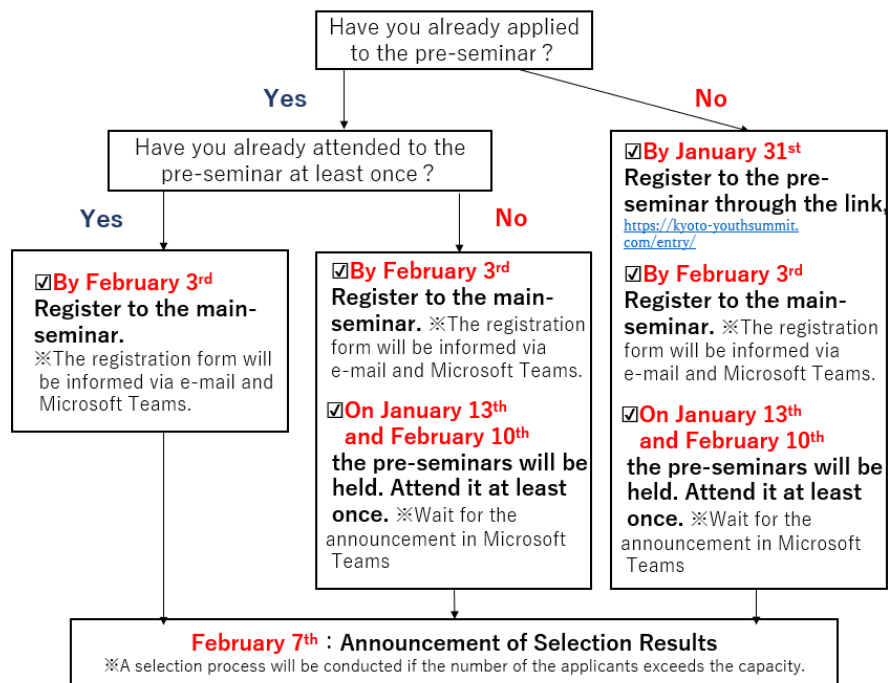 Have you already applied
to the pre-seminar？
Yes
No
Have you already attended to the
pre-seminar at least once？
Yes
No
☑By February 3rd
Register to the main-
seminar.
※The registration form will
be informed via e-mail and
Microsoft Teams.
☑By February 3rd
Register to the main-
seminar. ※The registration
form will be informed via
e-mail and Microsoft Teams.
☑On January 13th
and February 10th
the pre-seminars will be
held. Attend it at least
once. ※Wait for the
announcement in Microsoft
Teams
☑By January 31st
Register to the pre-
seminar through the link,
https://kyoto-youthsummit.
com/entry/
☑By February 3rd
Register to the main-
seminar. ※The registration
form will be informed via
e-mail and Microsoft Teams.
☑On January 13th
and February 10th
the pre-seminars will be
held. Attend it at least
once. ※Wait for the
announcement in Microsoft
Teams
February 7th：Announcement of Selection Results
※A selection process will be conducted if the number of the applicants exceeds the capacity.